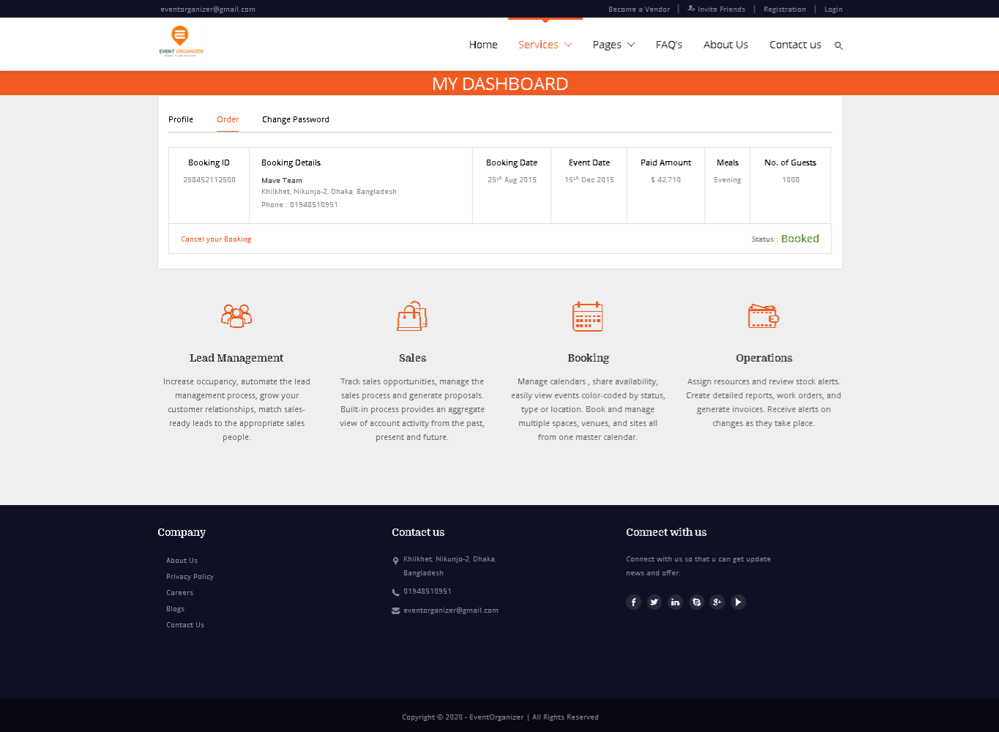 eventorganizer@gmail.com
Become a Vendor | Invite Friends | Registration | Login
EVENT ORGANIZER
Home Services Pages FAQ's About Us Contact us
MY DASHBOARD
Profile Order Change Password
Booking ID Booking Details Booking Date Event Date Paid Amount Meals No. of Guests
258452112500 Mave Team 25th Aug 2015 15th Dec 2015 $ 42,710 Evening 1000
Khilkhet, Nikunjo-2, Dhaka, Bangladesh
Phone : 01948510951
Cancel your Booking Status : Booked
Lead Management
Increase occupancy, automate the lead
management process, grow your
customer relationships, match sales-
ready leads to the appropriate sales
people.
Sales
Track sales opportunities, manage the
sales process and generate proposals.
Built-in process provides an aggregate
view of account activity from the past,
present and future.
Booking
Manage calendars , share availability,
easily view events color-coded by status,
type or location. Book and manage
multiple spaces, venues, and sites all
from one master calendar.
Operations
Assign resources and review stock alerts.
Create detailed reports, work orders, and
generate invoices. Receive alerts on
changes as they take place.
Company
About Us
Privacy Policy
Careers
Blogs
Contact Us
Contact us
Khilkhet, Nikunjo-2, Dhaka,
Bangladesh
01948510951
eventorganizer@gmail.com
Connect with us
Connect with us so that u can get update
news and offer.
Copyright © 2020 - EventOrganizer | All Rights Reserved